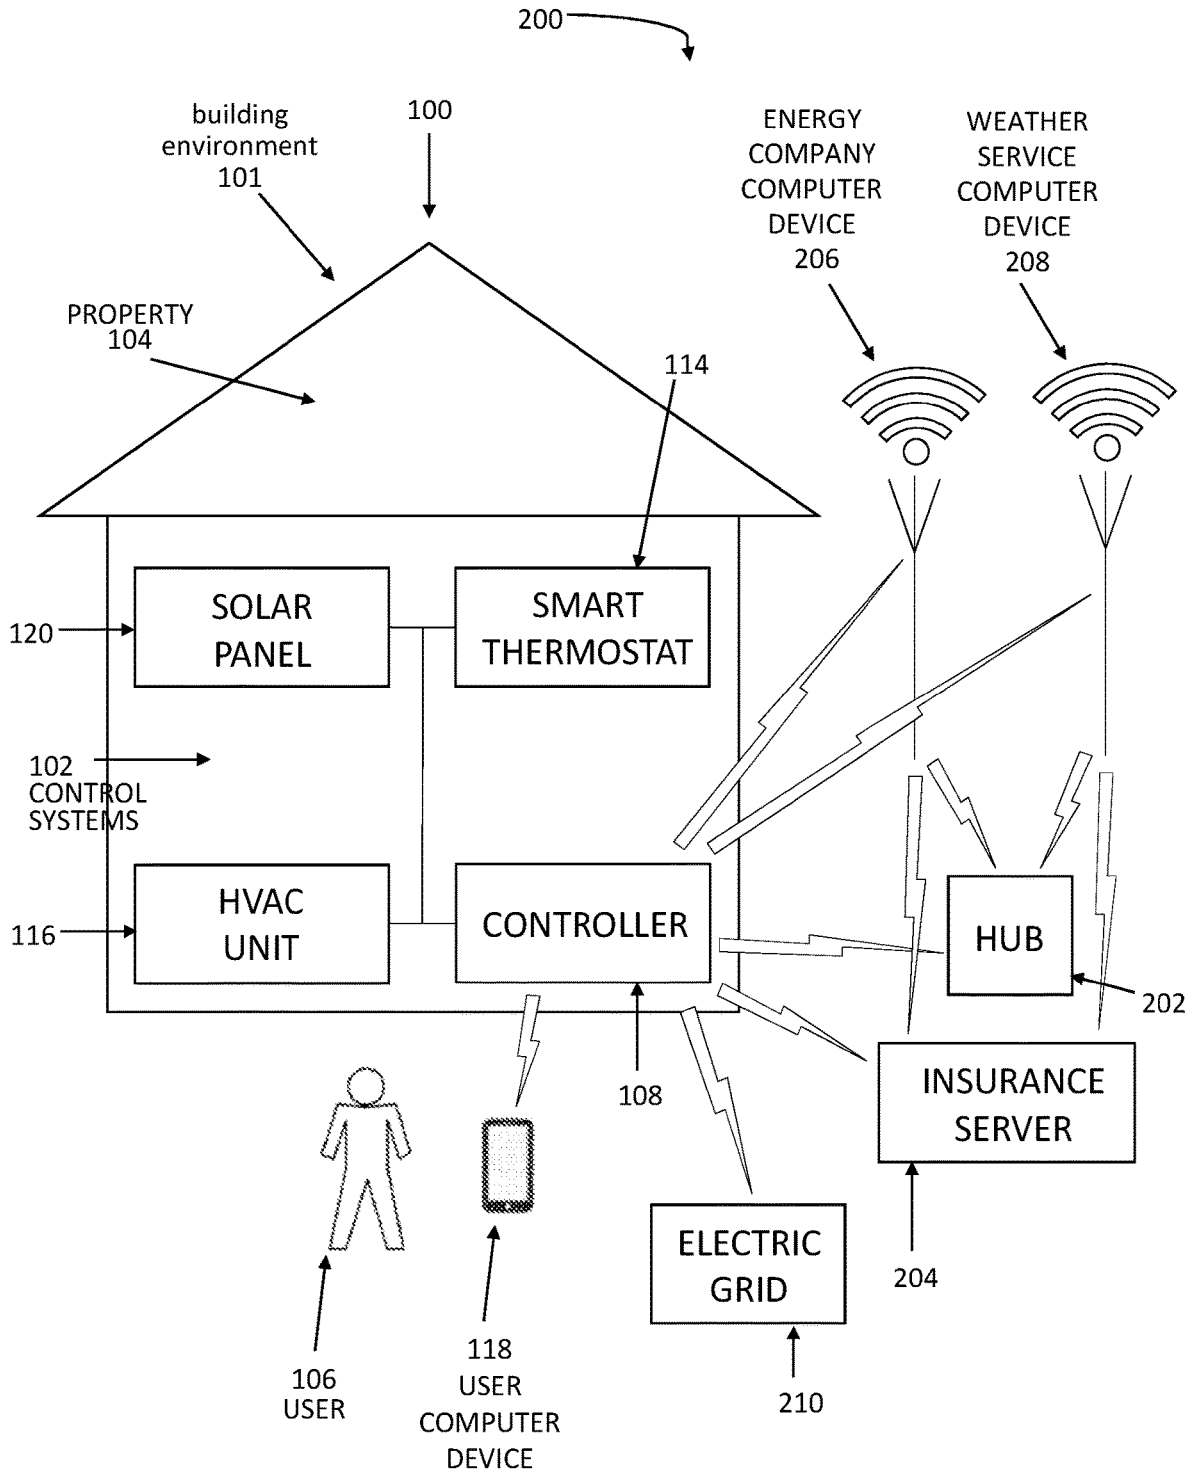 200
building
environment
101
100
ENERGY
COMPANY
COMPUTER
DEVICE
206
WEATHER
SERVICE
COMPUTER
DEVICE
208
PROPERTY
104
114
SOLAR
PANEL
SMART
THERMOSTAT
120
102
CONTROL
SYSTEMS
HVAC
UNIT
CONTROLLER
116
HUB
202
108
INSURANCE
SERVER
204
ELECTRIC
GRID
210
106
USER
118
USER
COMPUTER
DEVICE